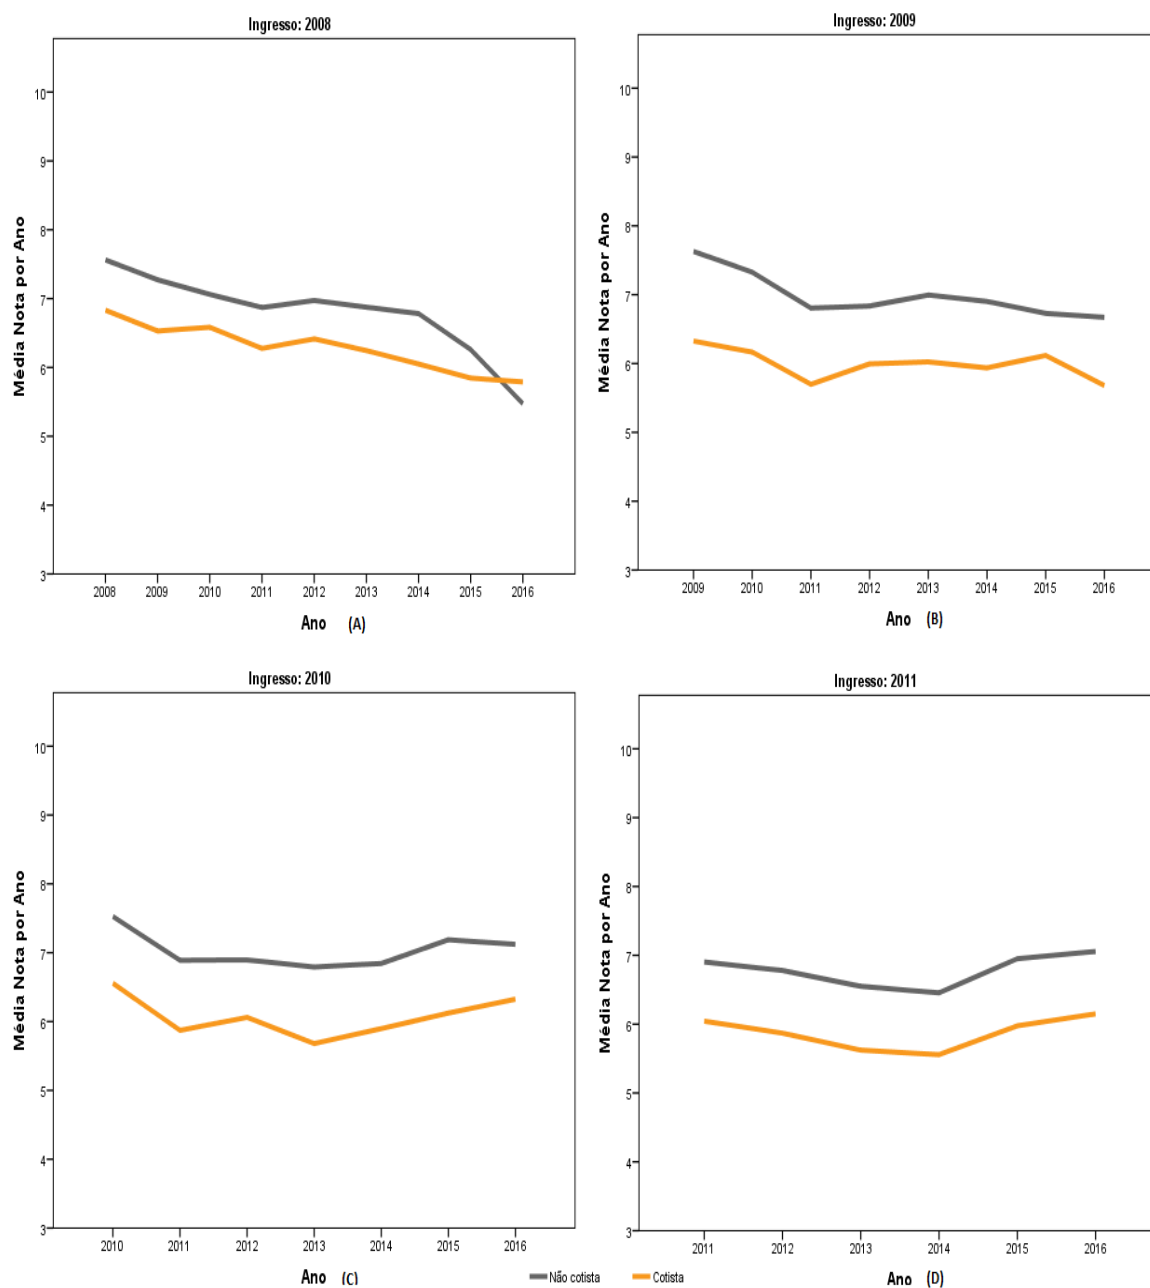 Ingresso: 2008
Média Nota por Ano
10
9
8
7
6
5
4
3
2008 2009 2010 2011 2012 2013 2014 2015 2016
Ano (A)
Ingresso: 2009
Média Nota por Ano
10
9
8
7
6
5
4
3
2009 2010 2011 2012 2013 2014 2015 2016
Ano (B)
Ingresso: 2010
Média Nota por Ano
10
9
8
7
6
5
4
3
2010 2011 2012 2013 2014 2015 2016
Ano (C)
Ingresso: 2011
Média Nota por Ano
10
9
8
7
6
5
4
3
2011 2012 2013 2014 2015 2016
Ano (D)
Não cotista Cotista